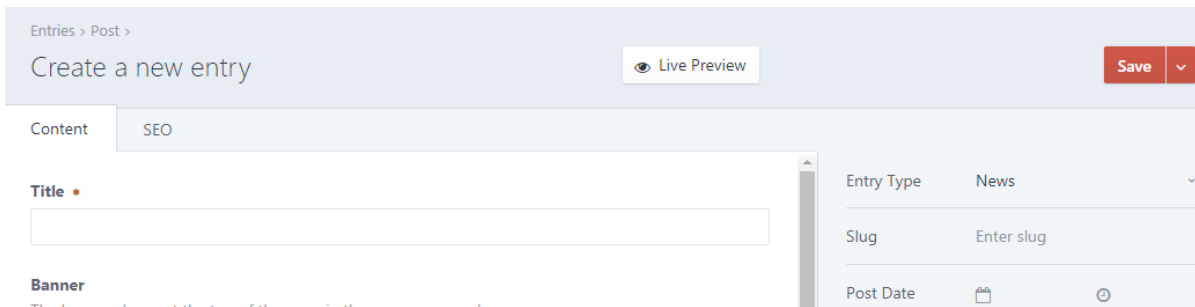 Entries › Post ›
Create a new entry
Live Preview
Save
Content
SEO
Title *
Banner
Entry Type News
Slug Enter slug
Post Date